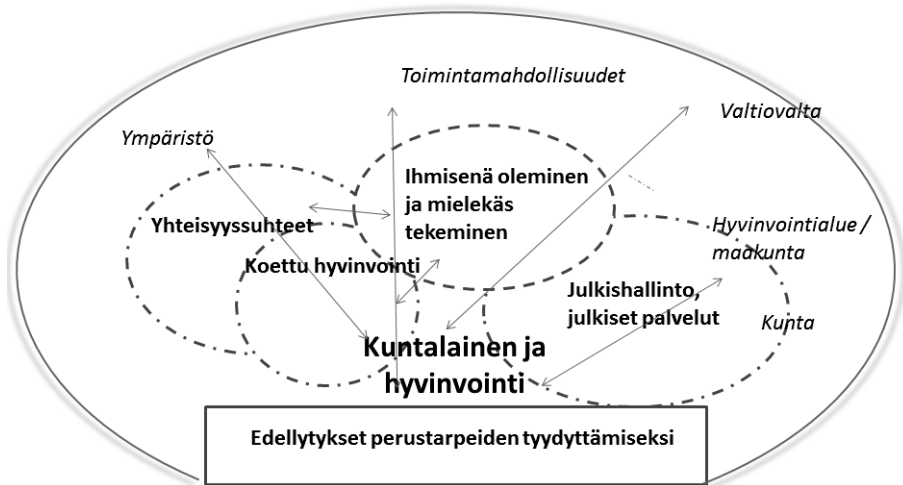 Toimintamahdollisuudet
Valtiovalta
Ympäristö
Ihmisenä oleminen
ja mielekäs
tekeminen
Yhteisyyssuhteet
Koettu hyvinvointi
Hyvinvointialue /
maakunta
Julkishallinto,
julkiset palvelut
Kunta
Kuntalainen ja
hyvinvointi
Edellytykset perustarpeiden tyydyttämiseksi